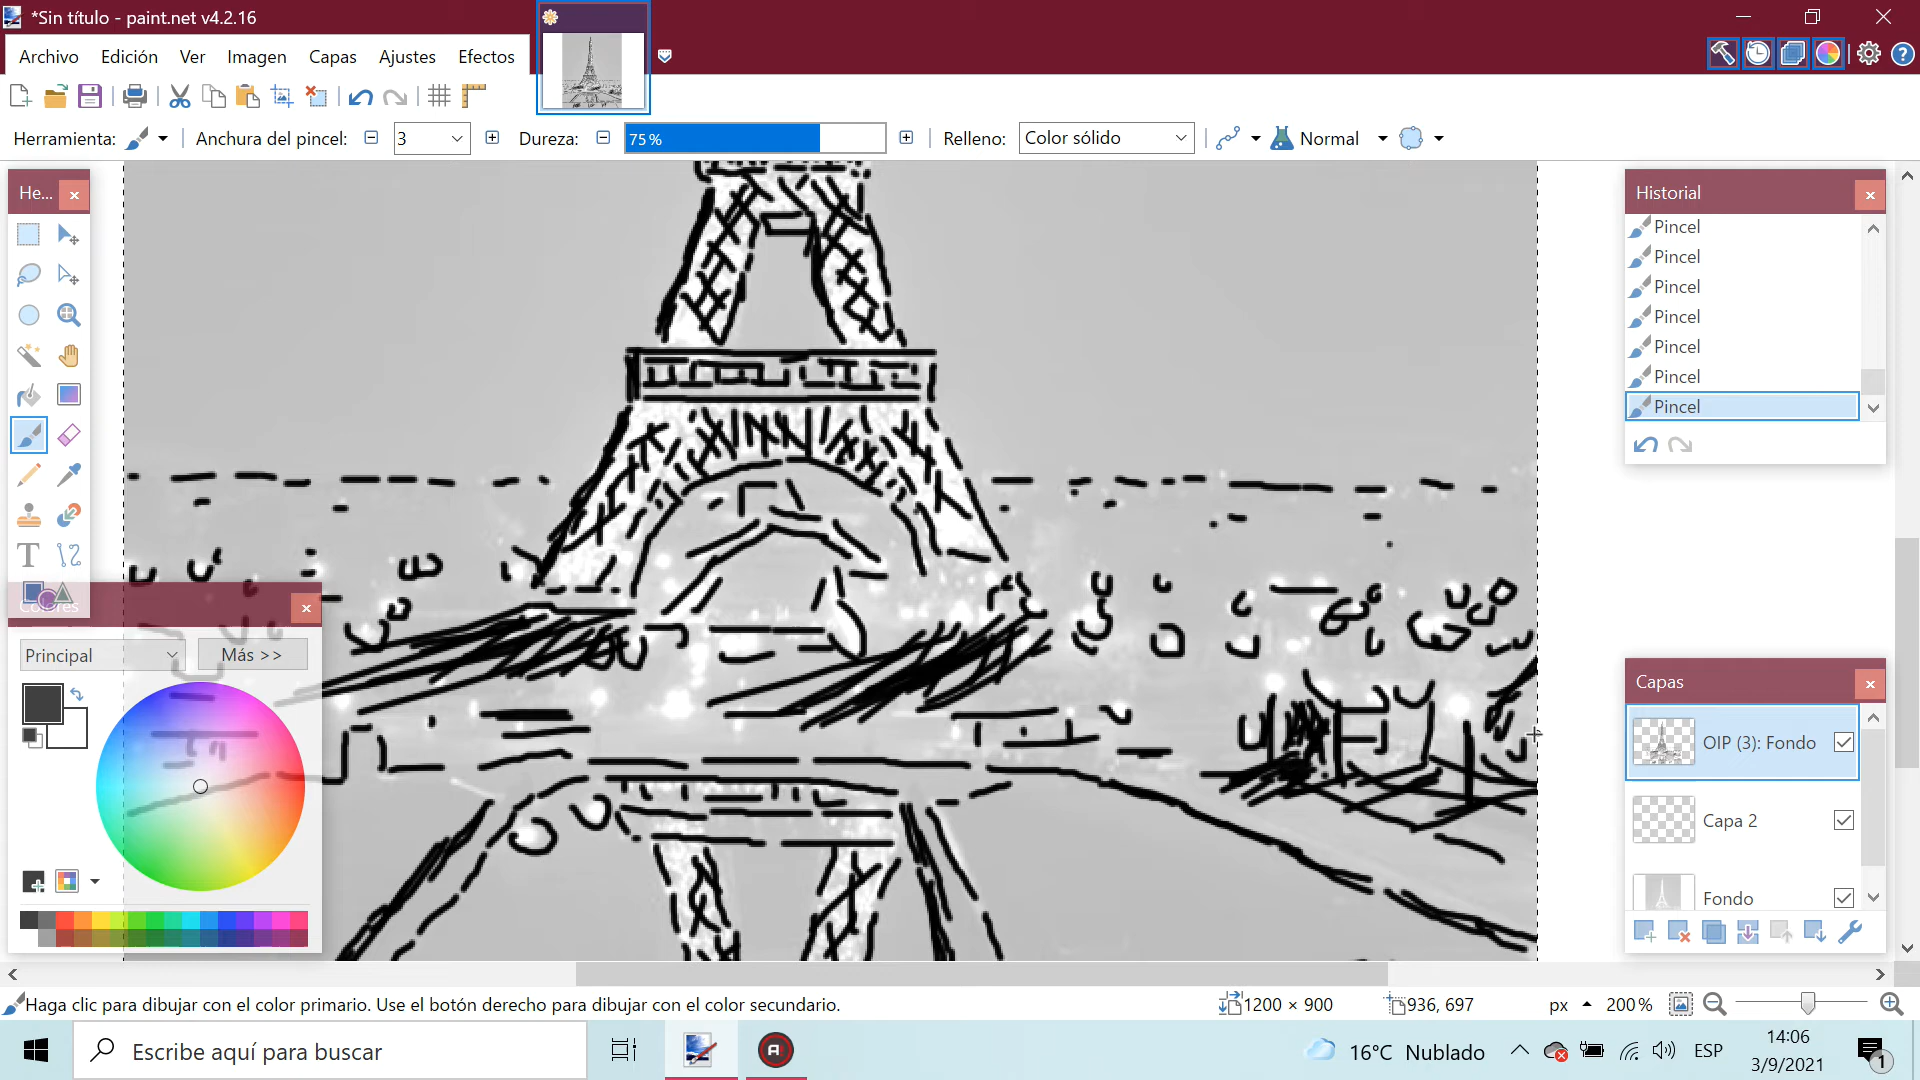 *Sin título - paint.net v4.2.16
Archivo Edición Ver Imagen Capas Ajustes Efectos
Herramienta: Anchura del pincel: 3 Dureza: 75% Relleno: Color sólido Normal
He...
Historial
Pincel
Pincel
Pincel
Pincel
Pincel
Pincel
Pincel
Colores
Principal
Más >>
Capas
OIP (3): Fondo
Capa 2
Fondo
Haga clic para dibujar con el color primario. Use el botón derecho para dibujar con el color secundario.
1200 × 900
936, 697
px
200%
Escribe aquí para buscar
16°C Nublado
ESP
14:06
3/9/2021
1